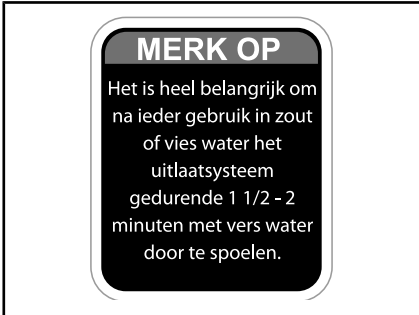 MERK OP
Het is heel belangrijk om
na ieder gebruik in zout
of vies water het
uitlaatsysteem
gedurende 1 1/2 - 2
minuten met vers water
door te spoelen.